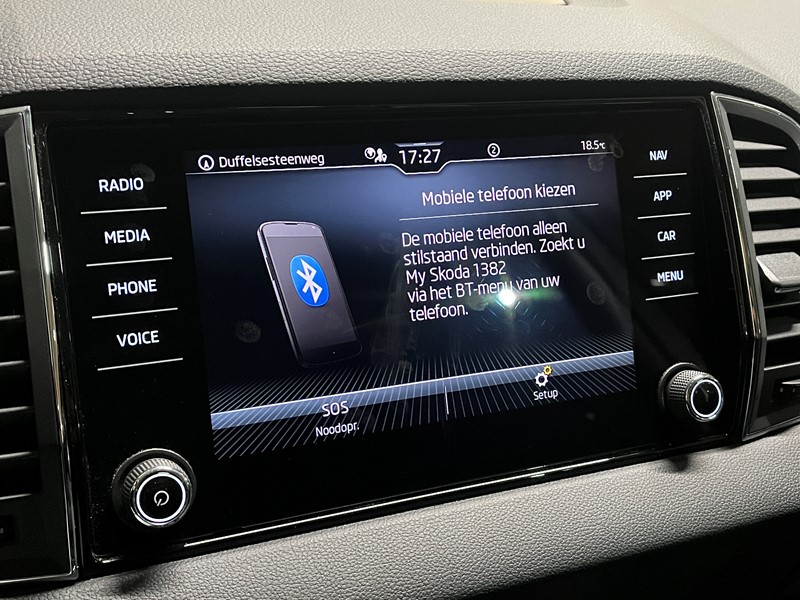 Duffelsesteenweg
17:27
2
18.5°C
RADIO
MEDIA
PHONE
VOICE
Mobiele telefoon kiezen
De mobiele telefoon alleen
stilstaand verbinden. Zoekt u
My Skoda 1382
via het BT-menu van uw
telefoon.
SOS
Noodopr.
Setup
NAV
APP
CAR
MENU